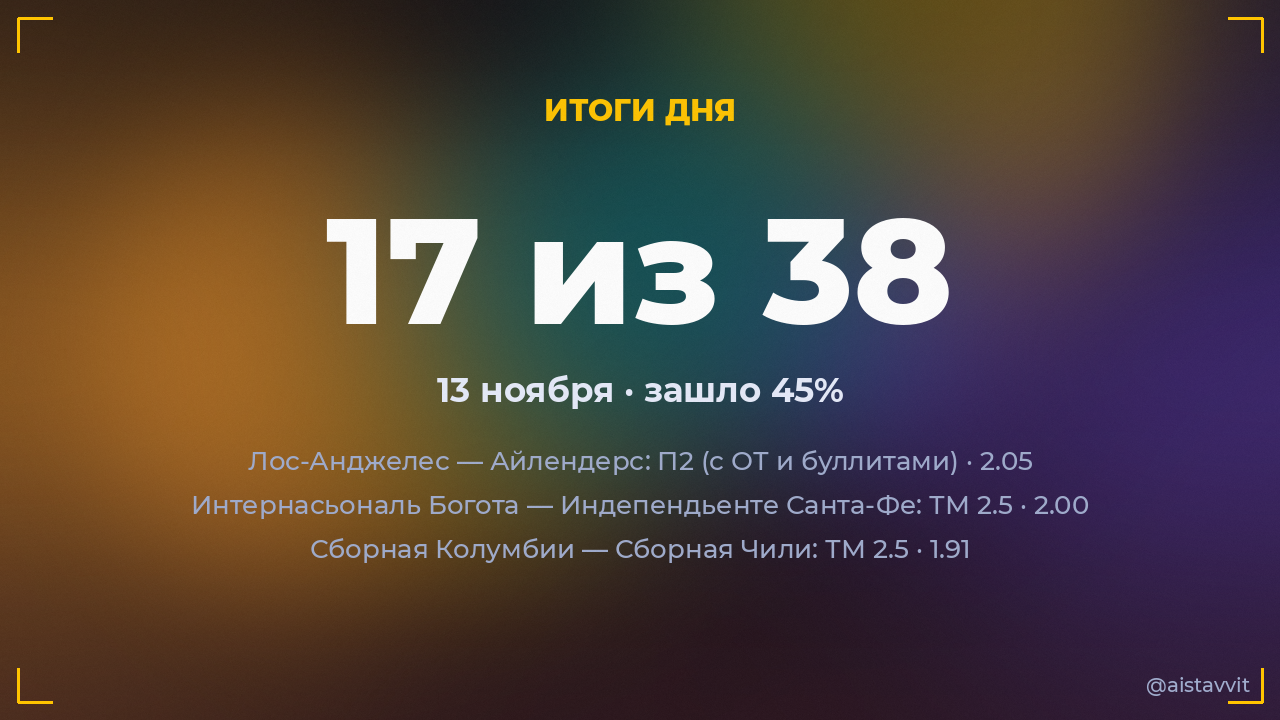 ИТОГИ ДНЯ
17 из 38
13 ноября · зашло 45%
Лос-Анджелес — Айлендерс: П2 (с ОТ и буллитами) · 2.05
Интернасьональ Богота — Индепендьенте Санта-Фе: ТМ 2.5 · 2.00
Сборная Колумбии — Сборная Чили: ТМ 2.5 · 1.91
@aistavvit